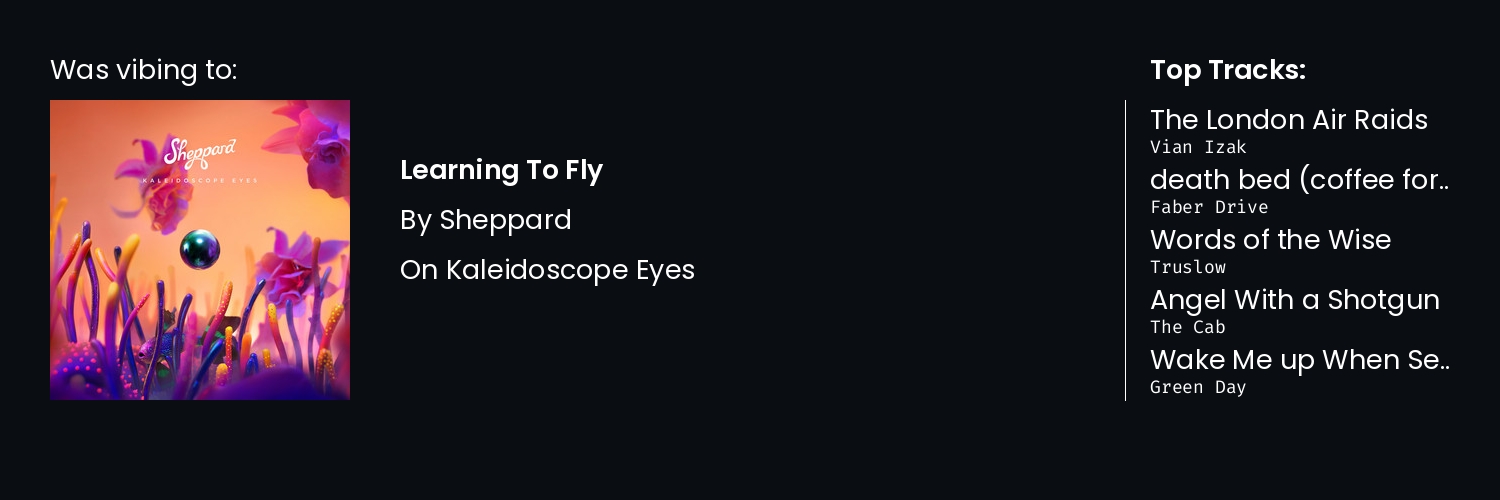 Was vibing to:
Sheppard
KALEIDOSCOPE EYES
Learning To Fly
By Sheppard
On Kaleidoscope Eyes
Top Tracks:
The London Air Raids
Vian Izak
death bed (coffee for..
Faber Drive
Words of the Wise
Truslow
Angel With a Shotgun
The Cab
Wake Me up When Se..
Green Day